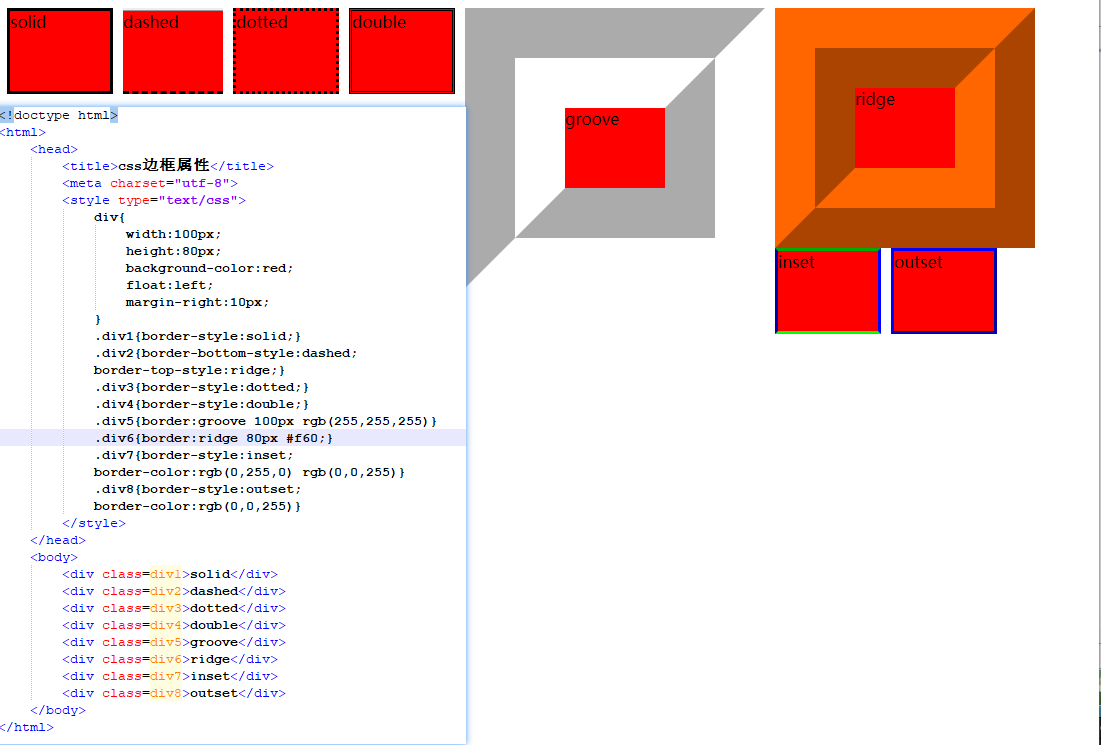 solid dashed dotted double
groove
ridge
inset outset
<!doctype html>
<html>
<head>
<title>css边框属性</title>
<meta charset="utf-8">
<style type="text/css">
div{
width:100px;
height:80px;
background-color:red;
float:left;
margin-right:10px;
}
.div1{border-style:solid;}
.div2{border-bottom-style:dashed;
border-top-style:ridge;}
.div3{border-style:dotted;}
.div4{border-style:double;}
.div5{border:groove 100px rgb(255,255,255)}
.div6{border:ridge 80px #f60;}
.div7{border-style:inset;
border-color:rgb(0,255,0) rgb(0,0,255)}
.div8{border-style:outset;
border-color:rgb(0,0,255)}
</style>
</head>
<body>
<div class=div1>solid</div>
<div class=div2>dashed</div>
<div class=div3>dotted</div>
<div class=div4>double</div>
<div class=div5>groove</div>
<div class=div6>ridge</div>
<div class=div7>inset</div>
<div class=div8>outset</div>
</body>
</html>